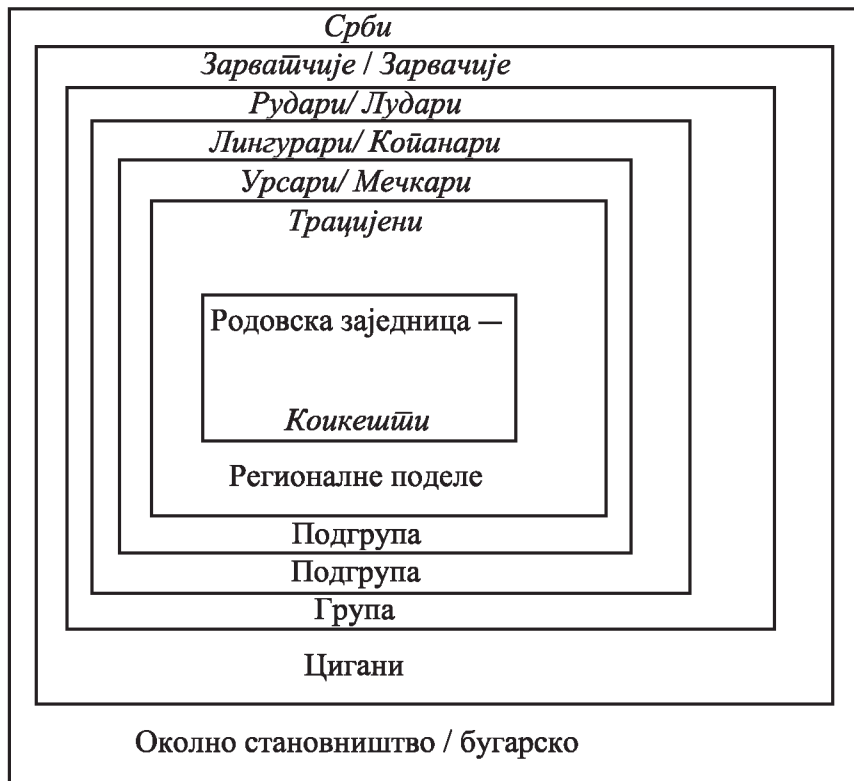 Срби
Зарватчије / Зарвачије
Рудари/ Лудари
Лингурари/ Копанари
Урсари/ Мечкари
Трацијени
Родовска заједница —
Коикешти
Регионалне поделе
Подгрупа
Подгрупа
Група
Цигани
Околно становништво / бугарско